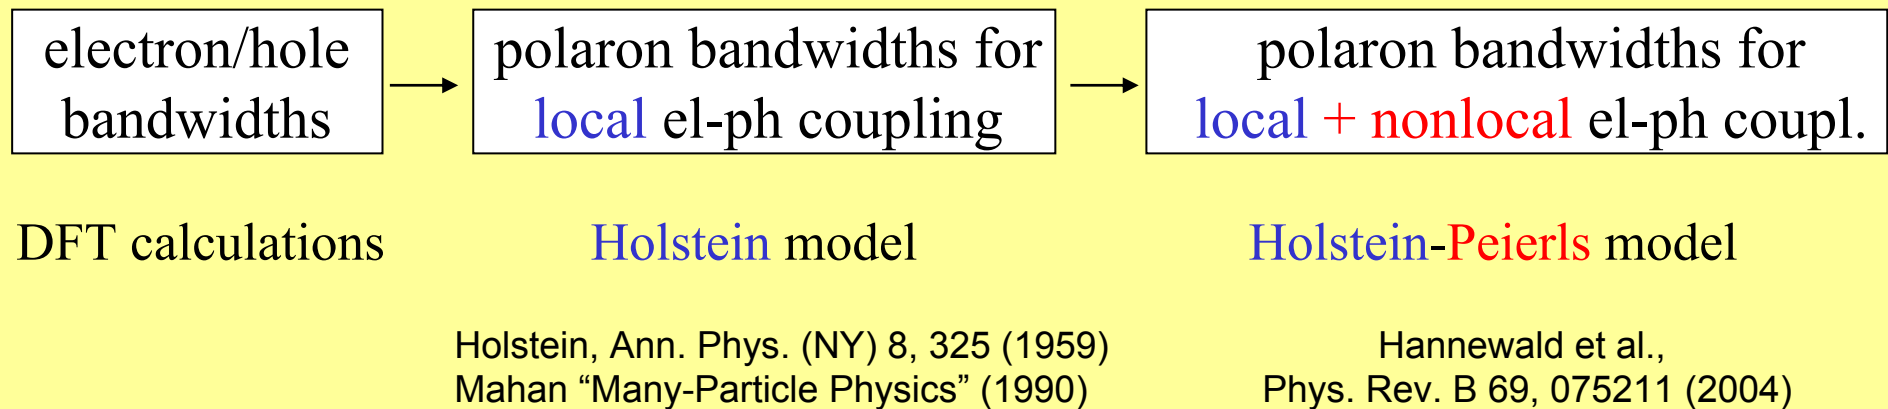 electron/hole
bandwidths
polaron bandwidths for
local el-ph coupling
polaron bandwidths for
local + nonlocal el-ph coupl.
DFT calculations
Holstein model
Holstein-Peierls model
Holstein, Ann. Phys. (NY) 8, 325 (1959)
Mahan “Many-Particle Physics” (1990)
Hannewald et al.,
Phys. Rev. B 69, 075211 (2004)